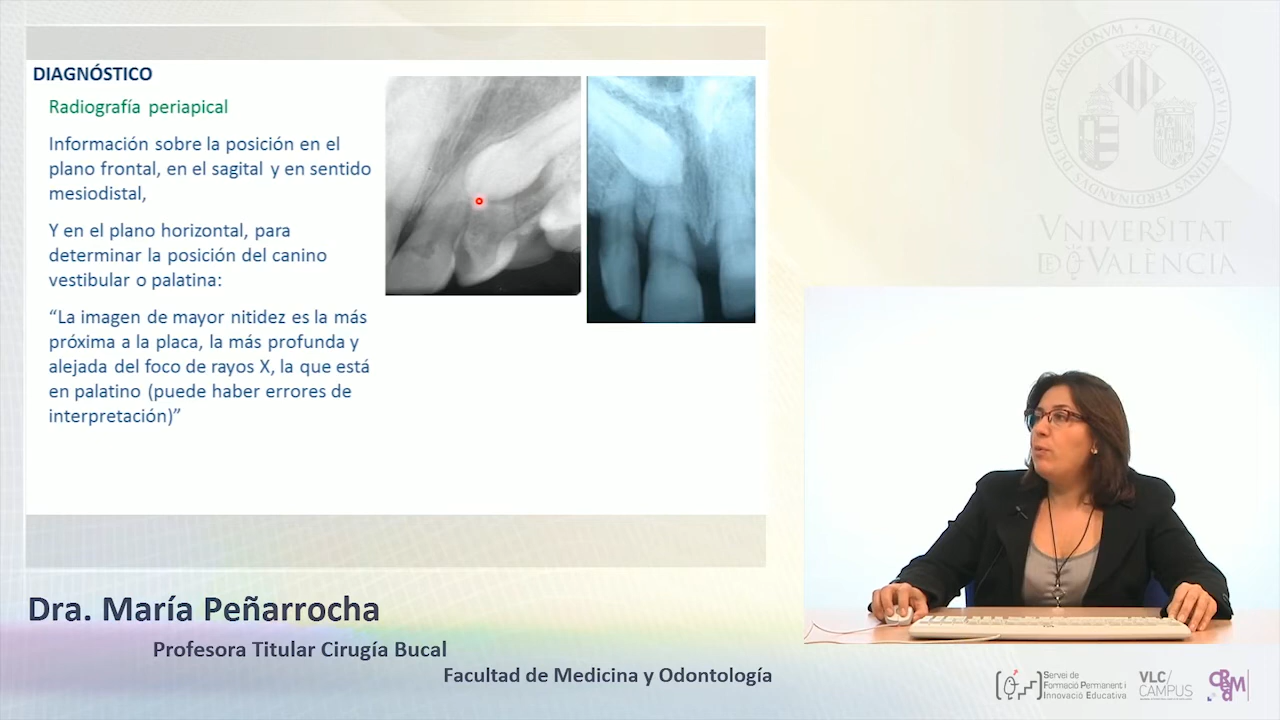 DIAGNÓSTICO
Radiografía periapical
Información sobre la posición en el
plano frontal, en el sagital y en sentido
mesiodistal,
Y en el plano horizontal, para
determinar la posición del canino
vestibular o palatina:
“La imagen de mayor nitidez es la más
próxima a la placa, la más profunda y
alejada del foco de rayos X, la que está
en palatino (puede haber errores de
interpretación)”
VNIVERSITAT
DE VALÈNCIA
Dra. María Peñarrocha
Profesora Titular Cirugía Bucal
Facultad de Medicina y Odontología
Servei de
Formació Permanent i
Innovació Educativa
VLC/
CAMPUS